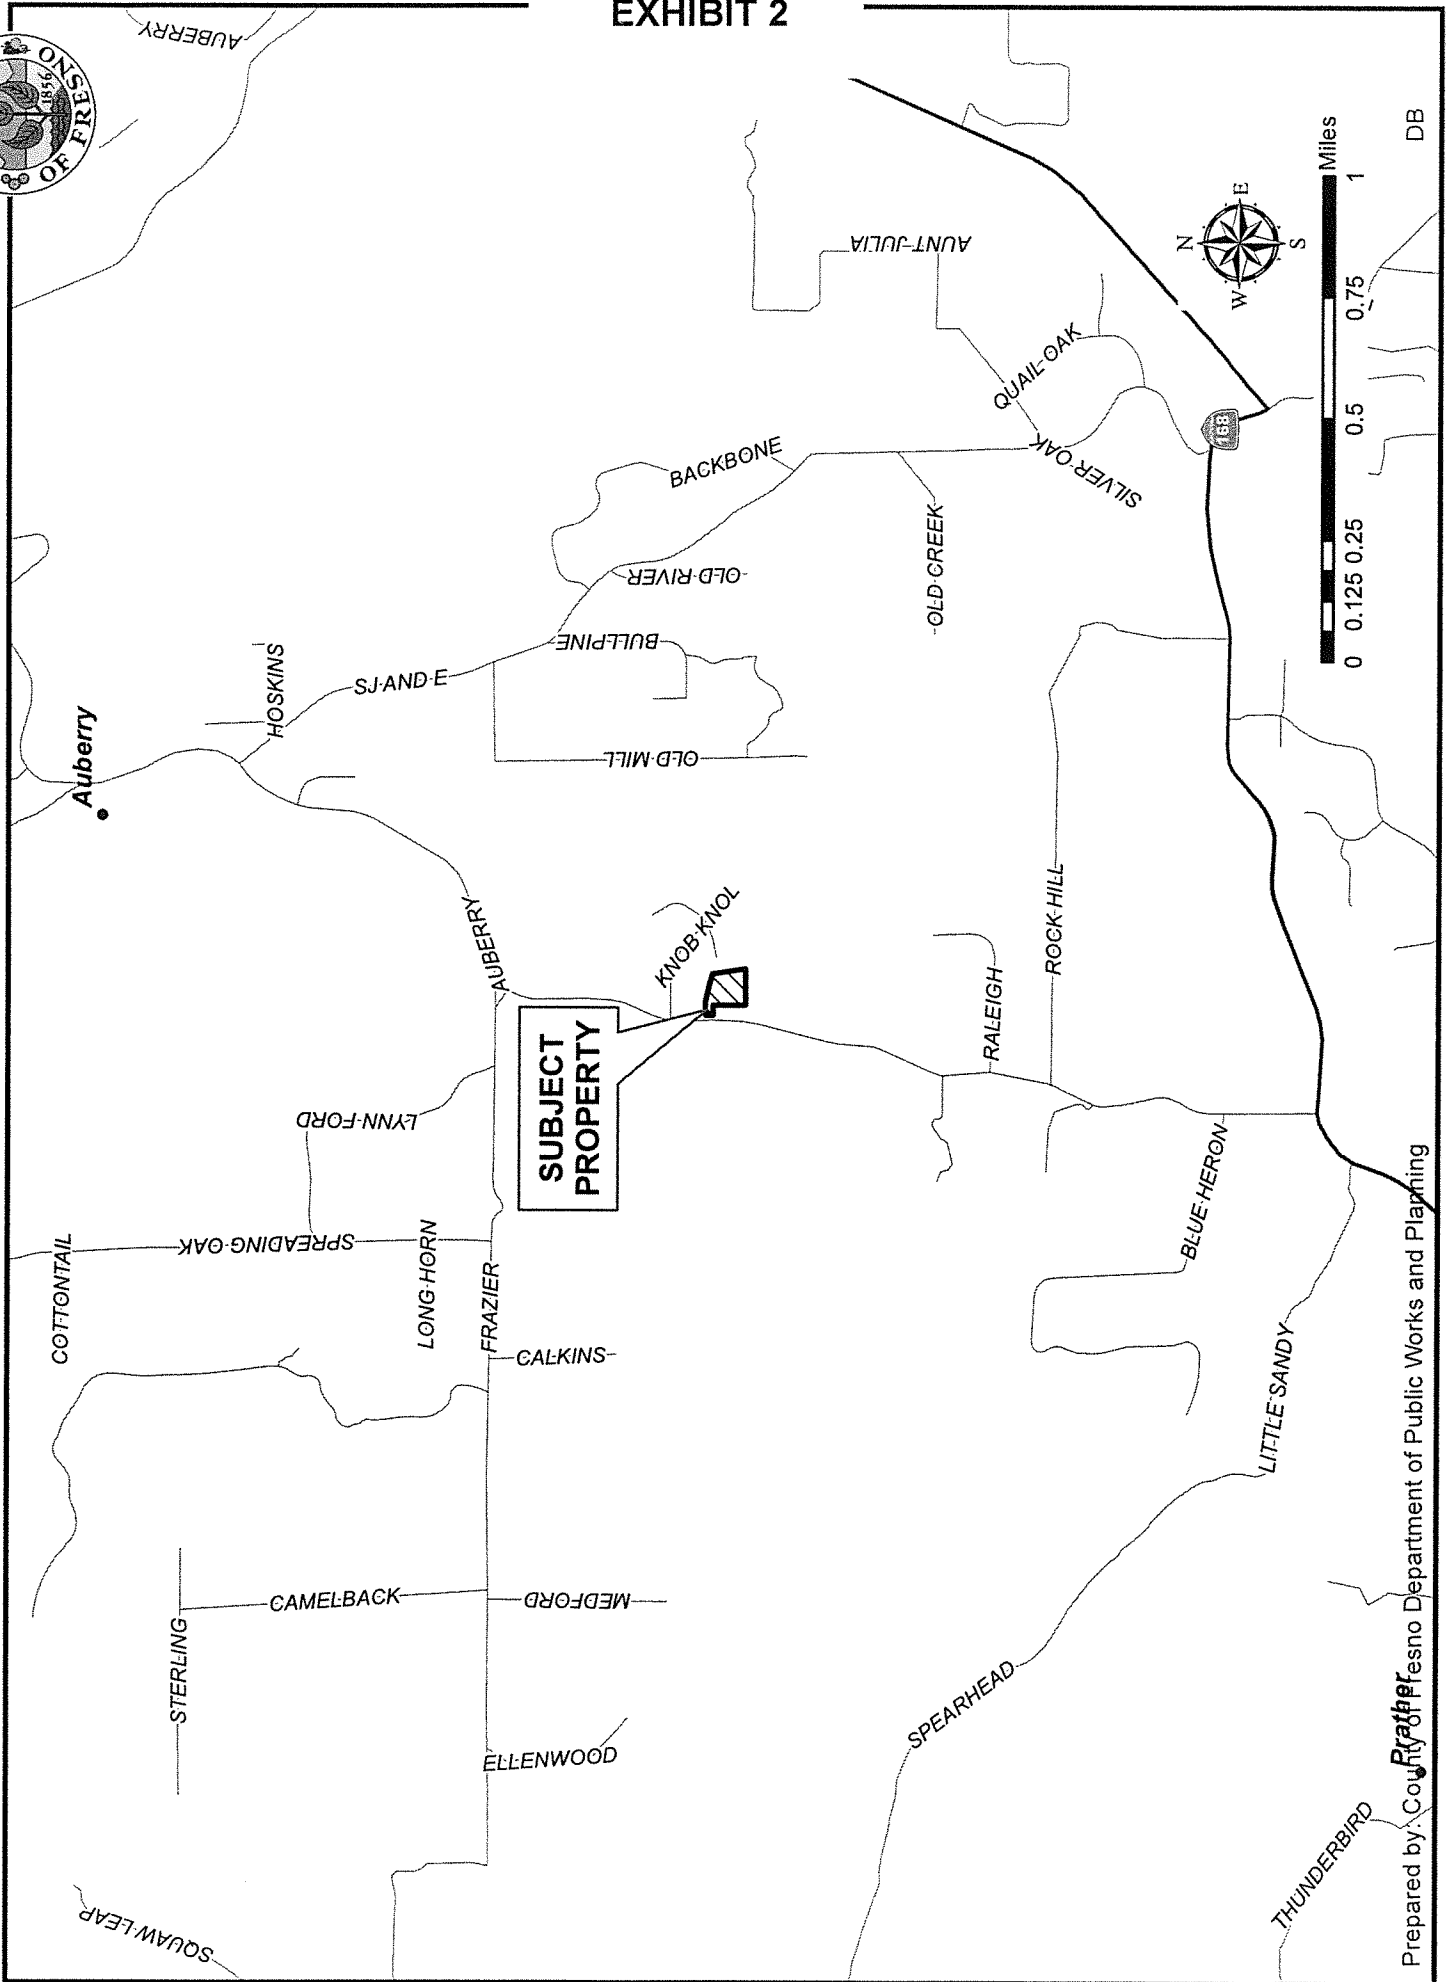 EXHIBIT 2
OF FRESNO
1856
AUBERRY
Auberry
HOSKINS
SJ AND E
COTTONTAIL
SPREADING OAK
LYNN FORD
LONG HORN
FRAZIER
AUBERRY
CALKINS
STERLING
CAMELBACK
MEDFORD
ELLENWOOD
SQUAW LEAP
SUBJECT
PROPERTY
KNOB KNOL
OLD MILL
BULLPINE
OLD RIVER
BACKBONE
OLD CREEK
SILVER OAK
QUAIL OAK
AUNT JULIA
RALEIGH
ROCK HILL
BLUE HERON
LITTLE SANDY
SPEARHEAD
THUNDERBIRD
Prather
168
N
E
S
W
0 0.125 0.25 0.5 0.75 1
Miles
Prepared by: County of Fresno Department of Public Works and Planning
DB